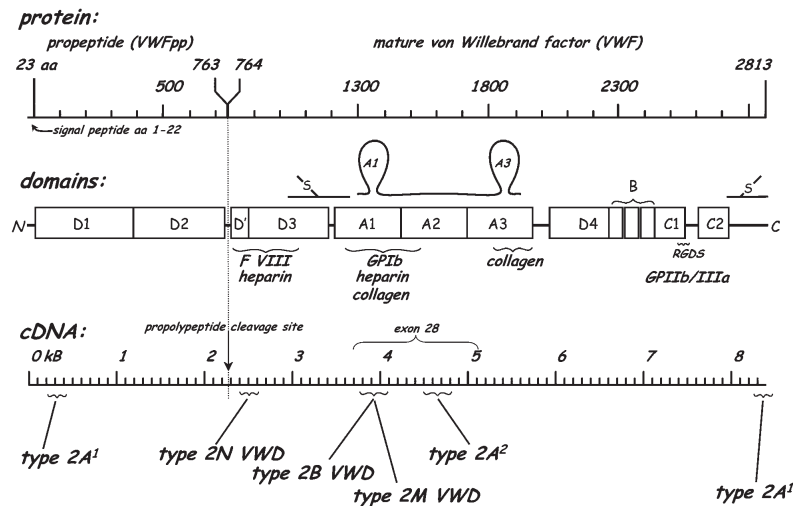 protein:
propeptide (VWFpp) mature von Willebrand factor (VWF)
23 aa 763 764 2813
500 1300 1800 2300
signal peptide aa 1-22
domains:
S A1 A3 B S
N D1 D2 D' D3 A1 A2 A3 D4 C1 C2 C
F VIII GPIb collagen RGDS
heparin heparin GPIIb/IIIa
collagen
cDNA:
propolypeptide cleavage site exon 28
0 kB 1 2 3 4 5 6 7 8
type 2A¹ type 2N VWD type 2B VWD type 2M VWD type 2A² type 2A¹